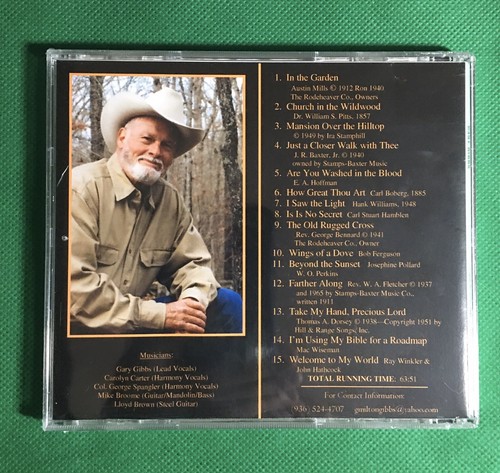 1. In the Garden
Austin Mills © 1912 Ron 1940
The Rodeheaver Co., Owners
2. Church in the Wildwood
Dr. William S. Pitts, 1857
3. Mansion Over the Hilltop
© 1949 by Ira Stamphill
4. Just a Closer Walk with Thee
J. R. Baxter, Jr. © 1940
owned by Stamps-Baxter Music
5. Are You Washed in the Blood
E. A. Hoffman
6. How Great Thou Art Carl Boberg, 1885
7. I Saw the Light Hank Williams, 1948
8. Is Is No Secret Carl Stuart Hamblen
9. The Old Rugged Cross
Rev. George Bennard © 1941
The Rodeheaver Co., Owner
10. Wings of a Dove Bob Ferguson
11. Beyond the Sunset Josephine Pollard
W. O. Perkins
12. Farther Along Rev. W. A. Fletcher © 1937
and 1965 by Stamps-Baxter Music Co.,
written 1911
13. Take My Hand, Precious Lord
Thomas A. Dorsey © 1938—Copyright 1951 by
Hill & Range Songs, Inc.
14. I'm Using My Bible for a Roadmap
Mac Wiseman
15. Welcome to My World Ray Winkler &
John Hathcock
TOTAL RUNNING TIME: 63:51
For Contact Information:
(936) 524-4707 gmiltongibbs@yahoo.com
Musicians:
Gary Gibbs (Lead Vocals)
Carolyn Carter (Harmony Vocals)
Col. George Spangler (Harmony Vocals)
Mike Broome (Guitar/Mandolin/Bass)
Lloyd Brown (Steel Guitar)